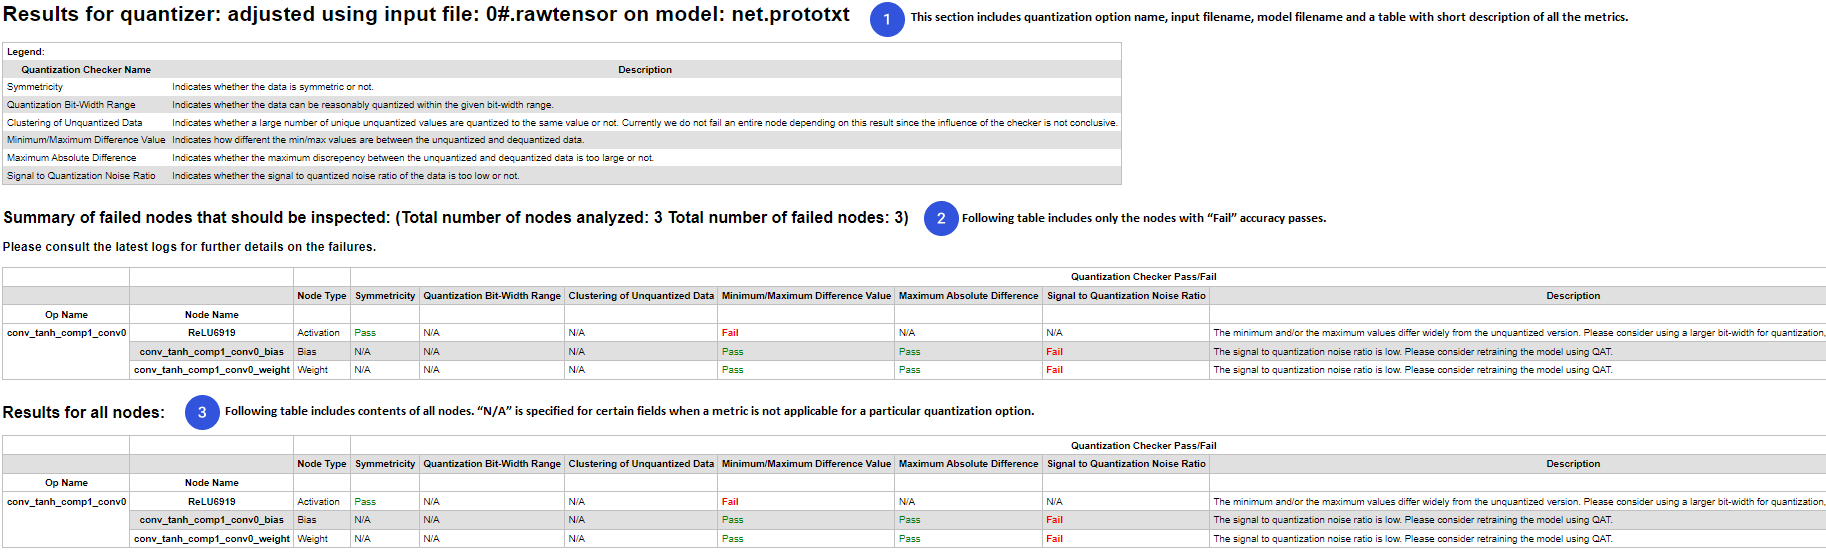 Results for quantizer: adjusted using input file: 0#.rawtensor on model: net.prototxt 1 This section includes quantization option name, input filename, model filename and a table with short description of all the metrics.
Legend:
Quantization Checker Name Description
Symmetricity Indicates whether the data is symmetric or not.
Quantization Bit-Width Range Indicates whether the data can be reasonably quantized within the given bit-width range.
Clustering of Unquantized Data Indicates whether a large number of unique unquantized values are quantized to the same value or not. Currently we do not fail an entire node depending on this result since the influence of the checker is not conclusive.
Minimum/Maximum Difference Value Indicates how different the min/max values are between the unquantized and dequantized data.
Maximum Absolute Difference Indicates whether the maximum discrepency between the unquantized and dequantized data is too large or not.
Signal to Quantization Noise Ratio Indicates whether the signal to quantized noise ratio of the data is too low or not.
Summary of failed nodes that should be inspected: (Total number of nodes analyzed: 3 Total number of failed nodes: 3) 2 Following table includes only the nodes with “Fail” accuracy passes.
Please consult the latest logs for further details on the failures.
Quantization Checker Pass/Fail
Node Type Symmetricity Quantization Bit-Width Range Clustering of Unquantized Data Minimum/Maximum Difference Value Maximum Absolute Difference Signal to Quantization Noise Ratio Description
Op Name Node Name
conv_tanh_comp1_conv0 ReLU6919 Activation Pass N/A N/A Fail N/A N/A The minimum and/or the maximum values differ widely from the unquantized version. Please consider using a larger bit-width for quantization,
conv_tanh_comp1_conv0_bias Bias N/A N/A N/A Pass Pass Fail The signal to quantization noise ratio is low. Please consider retraining the model using QAT.
conv_tanh_comp1_conv0_weight Weight N/A N/A N/A Pass Pass Fail The signal to quantization noise ratio is low. Please consider retraining the model using QAT.
Results for all nodes: 3 Following table includes contents of all nodes. “N/A” is specified for certain fields when a metric is not applicable for a particular quantization option.
Quantization Checker Pass/Fail
Node Type Symmetricity Quantization Bit-Width Range Clustering of Unquantized Data Minimum/Maximum Difference Value Maximum Absolute Difference Signal to Quantization Noise Ratio Description
Op Name Node Name
conv_tanh_comp1_conv0 ReLU6919 Activation Pass N/A N/A Fail N/A N/A The minimum and/or the maximum values differ widely from the unquantized version. Please consider using a larger bit-width for quantization,
conv_tanh_comp1_conv0_bias Bias N/A N/A N/A Pass Pass Fail The signal to quantization noise ratio is low. Please consider retraining the model using QAT.
conv_tanh_comp1_conv0_weight Weight N/A N/A N/A Pass Pass Fail The signal to quantization noise ratio is low. Please consider retraining the model using QAT.